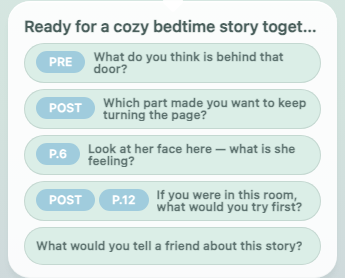 Ready for a cozy bedtime story toget...
PRE What do you think is behind that
door?
POST Which part made you want to keep
turning the page?
P.6 Look at her face here — what is she
feeling?
POST P.12 If you were in this room,
what would you try first?
What would you tell a friend about this story?